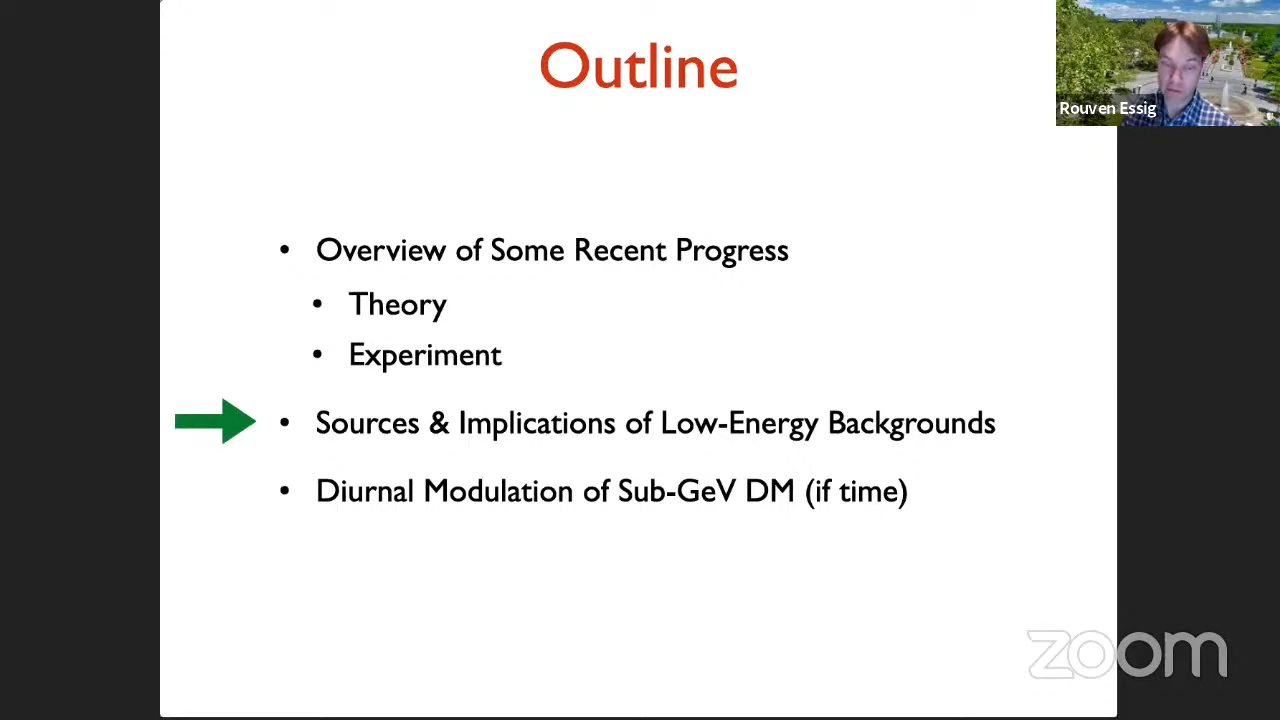 Outline
Rouven Essig
• Overview of Some Recent Progress
• Theory
• Experiment
• Sources & Implications of Low-Energy Backgrounds
• Diurnal Modulation of Sub-GeV DM (if time)
zoom